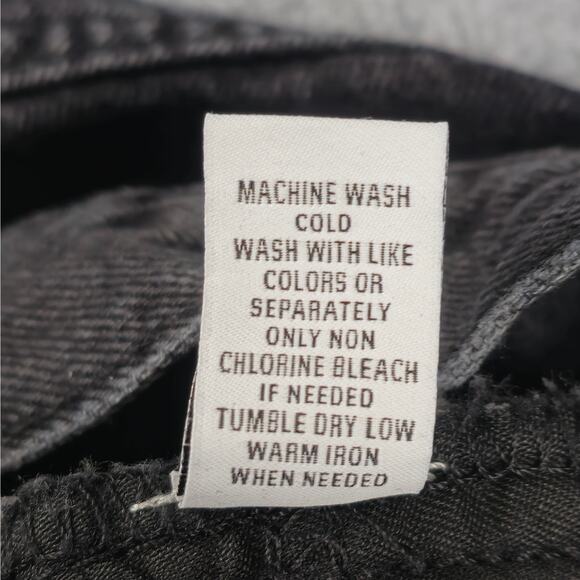 MACHINE WASH
COLD
WASH WITH LIKE
COLORS OR
SEPARATELY
ONLY NON
CHLORINE BLEACH
IF NEEDED
TUMBLE DRY LOW
WARM IRON
WHEN NEEDED